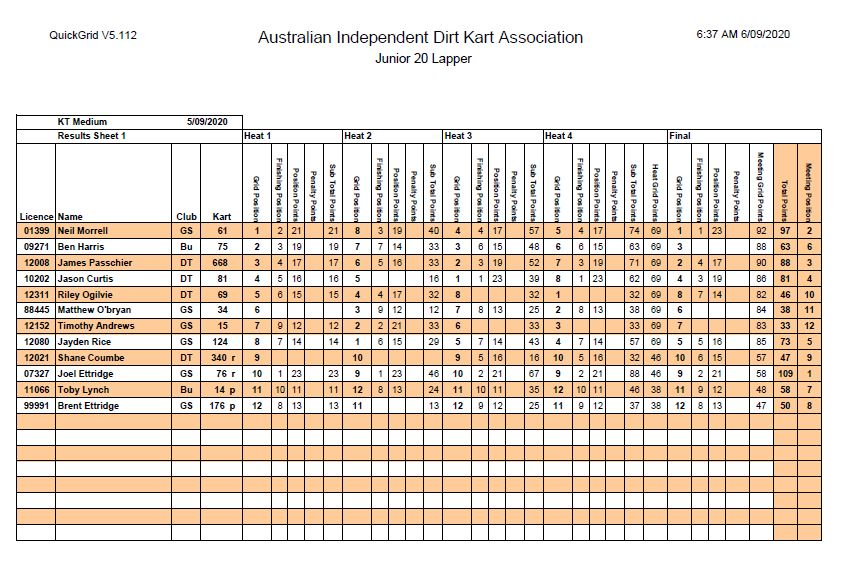 QuickGrid V5.112
Australian Independent Dirt Kart Association
6:37 AM 6/09/2020
Junior 20 Lapper
KT Medium 5/09/2020
Results Sheet 1 Heat 1 Heat 2 Heat 3 Heat 4 Final
Licence Name Club Kart Grid Position Finishing Position Position Points Penalty Points Sub Total Points Grid Position Finishing Position Position Points Penalty Points Sub Total Points Grid Position Finishing Position Position Points Penalty Points Sub Total Points Grid Position Finishing Position Position Points Penalty Points Sub Total Points Heat Grid Points Grid Position Finishing Position Position Points Penalty Points Meeting Grid Points Total Points Meeting Position
01399 Neil Morrell GS 61 1 2 21 21 8 3 19 40 4 4 17 57 5 4 17 74 69 1 1 23 92 97 2
09271 Ben Harris Bu 75 2 3 19 19 7 7 14 33 3 6 15 48 6 6 15 63 69 3 88 63 6
12008 James Passchier DT 668 3 4 17 17 6 5 16 33 2 3 19 52 7 3 19 71 69 2 4 17 90 88 3
10202 Jason Curtis DT 81 4 5 16 16 5 16 1 1 23 39 8 1 23 62 69 4 3 19 86 81 4
12311 Riley Ogilvie DT 69 5 6 15 15 4 4 17 32 8 32 1 32 69 8 7 14 82 46 10
88445 Matthew O'bryan GS 34 6 3 9 12 12 7 8 13 25 2 8 13 38 69 6 84 38 11
12152 Timothy Andrews GS 15 7 9 12 12 2 2 21 33 6 33 3 33 69 7 83 33 12
12080 Jayden Rice GS 124 8 7 14 14 1 6 15 29 5 7 14 43 4 7 14 57 69 5 5 16 85 73 5
12021 Shane Coumbe DT 340 r 9 10 9 5 16 16 10 5 16 32 46 10 6 15 57 47 9
07327 Joel Ettridge GS 76 r 10 1 23 23 9 1 23 46 10 2 21 67 9 2 21 88 46 9 2 21 58 109 1
11066 Toby Lynch Bu 14 p 11 10 11 11 12 8 13 24 11 10 11 35 12 10 11 46 38 11 9 12 48 58 7
99991 Brent Ettridge GS 176 p 12 8 13 13 11 13 12 9 12 25 11 9 12 37 38 12 8 13 47 50 8